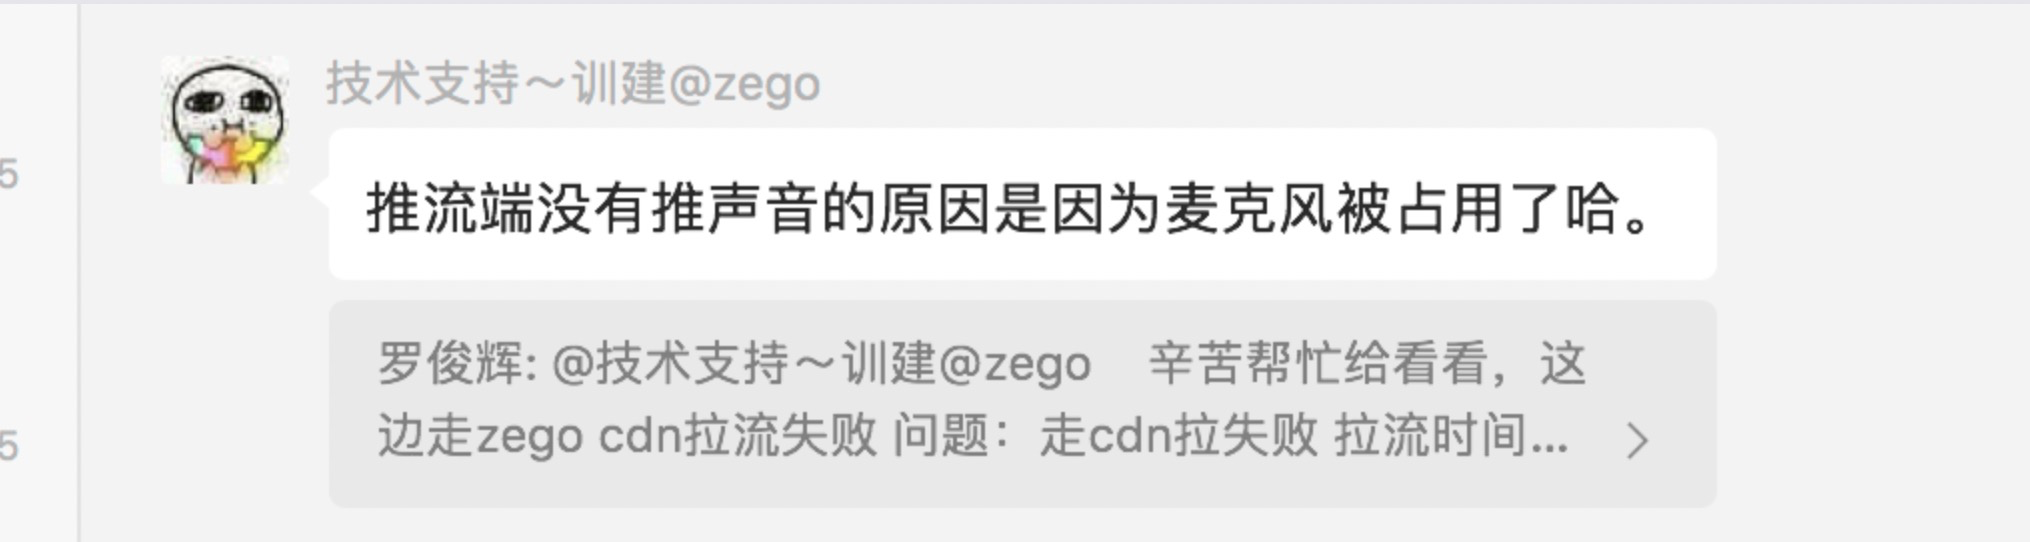 技术支持～训建@zego
5
推流端没有推声音的原因是因为麦克风被占用了哈。
罗俊辉: @技术支持～训建@zego 辛苦帮忙给看看，这
边走zego cdn拉流失败 问题：走cdn拉失败 拉流时间...
5